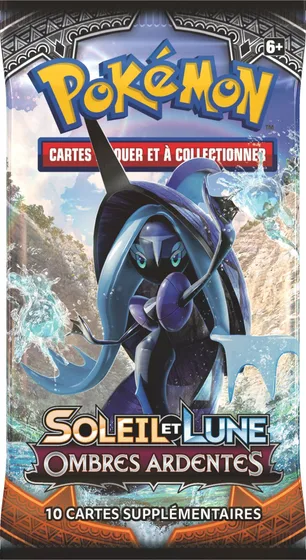 6+
POKéMON
CARTES À JOUER ET À COLLECTIONNER
SOLEIL ET LUNE
OMBRES ARDENTES
10 CARTES SUPPLÉMENTAIRES